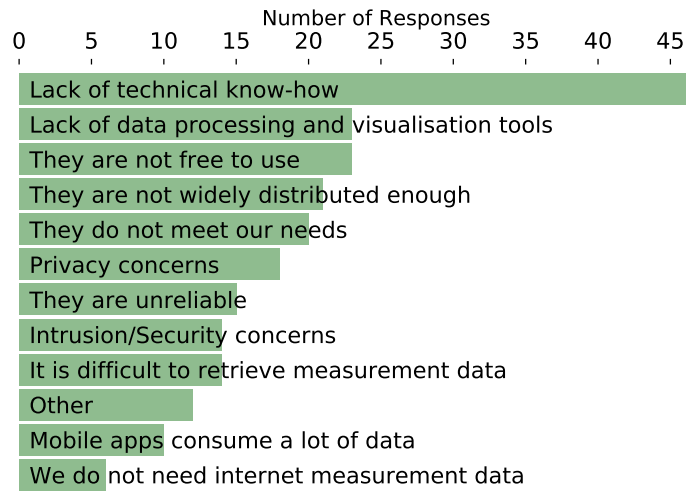 Number of Responses
0 5 10 15 20 25 30 35 40 45
Lack of technical know-how
Lack of data processing and visualisation tools
They are not free to use
They are not widely distributed enough
They do not meet our needs
Privacy concerns
They are unreliable
Intrusion/Security concerns
It is difficult to retrieve measurement data
Other
Mobile apps consume a lot of data
We do not need internet measurement data